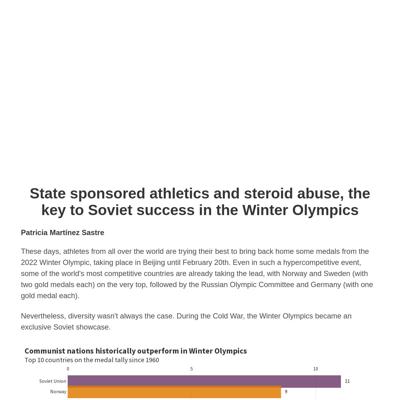 State sponsored athletics and steroid abuse, the
key to Soviet success in the Winter Olympics
Patricia Martínez Sastre
These days, athletes from all over the world are trying their best to bring back home some medals from the
2022 Winter Olympic, taking place in Beijing until February 20th. Even in such a hypercompetitive event,
some of the world's most competitive countries are already taking the lead, with Norway and Sweden (with
two gold medals each) on the very top, followed by the Russian Olympic Committee and Germany (with one
gold medal each).
Nevertheless, diversity wasn't always the case. During the Cold War, the Winter Olympics became an
exclusive Soviet showcase.
Communist nations historically outperform in Winter Olympics
Top 10 countries on the medal tally since 1960
0 5 10
Soviet Union 11
Norway 9